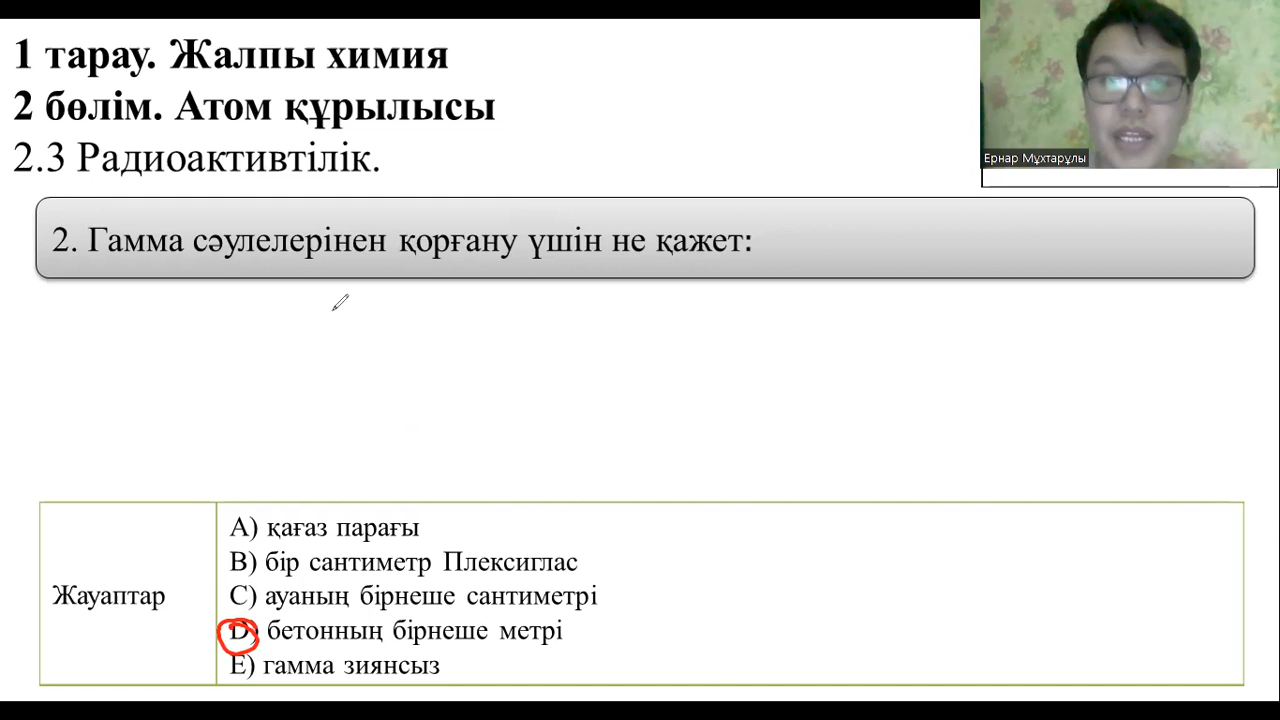 1 тарау. Жалпы химия
2 бөлім. Атом құрылысы
2.3 Радиоактивтілік.
Ернар Мұхтарұлы
2. Гамма сәулелерінен қорғану үшін не қажет:
Жауаптар
A) қағаз парағы
B) бір сантиметр Плексиглас
C) ауаның бірнеше сантиметрі
D) бетонның бірнеше метрі
E) гамма зиянсыз